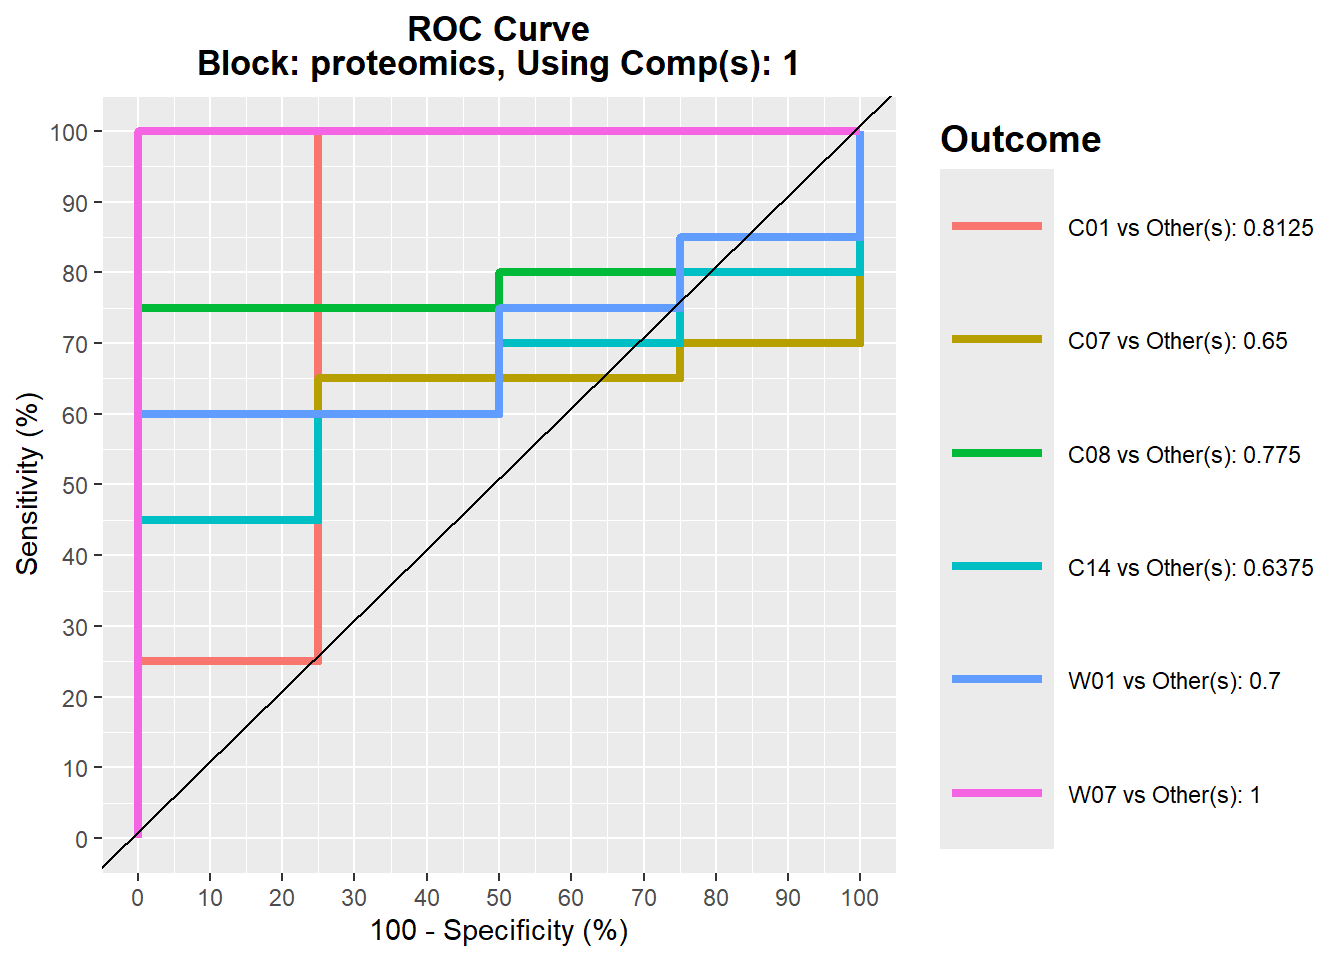 ROC Curve
Block: proteomics, Using Comp(s): 1
Sensitivity (%)
100
90
80
70
60
50
40
30
20
10
0
0 10 20 30 40 50 60 70 80 90 100
100 - Specificity (%)
Outcome
C01 vs Other(s): 0.8125
C07 vs Other(s): 0.65
C08 vs Other(s): 0.775
C14 vs Other(s): 0.6375
W01 vs Other(s): 0.7
W07 vs Other(s): 1